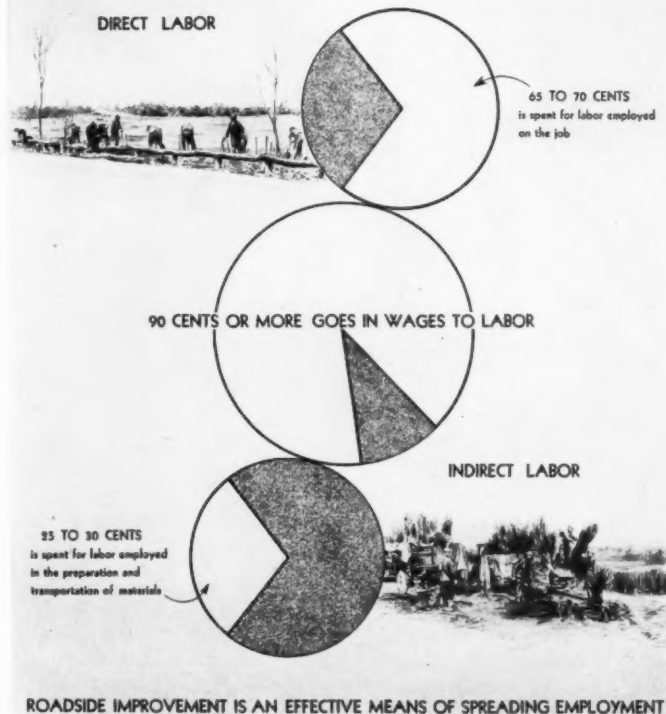 DIRECT LABOR
65 TO 70 CENTS
is spent for labor employed
on the job
90 CENTS OR MORE GOES IN WAGES TO LABOR
INDIRECT LABOR
25 TO 30 CENTS
is spent for labor employed
in the preparation and
transportation of materials
ROADSIDE IMPROVEMENT IS AN EFFECTIVE MEANS OF SPREADING EMPLOYMENT